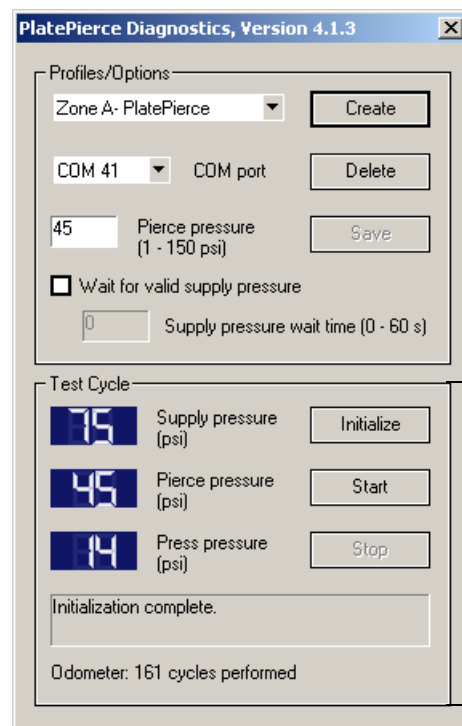 PlatePierce Diagnostics, Version 4.1.3
Profiles/Options
Zone A- PlatePierce
Create
COM 41
COM port
Delete
45
Pierce pressure
(1 - 150 psi)
Save
Wait for valid supply pressure
0
Supply pressure wait time (0 - 60 s)
Test Cycle
75
Supply pressure
(psi)
Initialize
45
Pierce pressure
(psi)
Start
14
Press pressure
(psi)
Stop
Initialization complete.
Odometer: 161 cycles performed